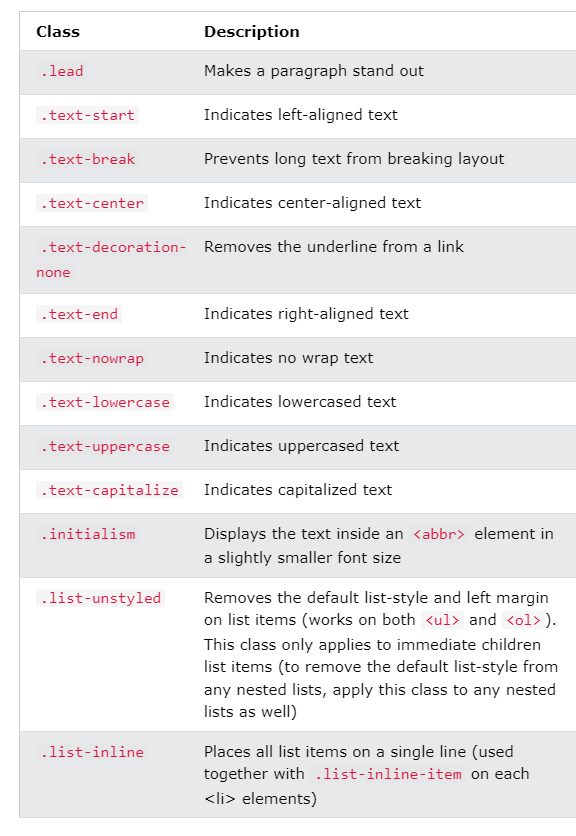 Class Description
.lead Makes a paragraph stand out
.text-start Indicates left-aligned text
.text-break Prevents long text from breaking layout
.text-center Indicates center-aligned text
.text-decoration- Removes the underline from a link
none
.text-end Indicates right-aligned text
.text-nowrap Indicates no wrap text
.text-lowercase Indicates lowercased text
.text-uppercase Indicates uppercased text
.text-capitalize Indicates capitalized text
.initialism Displays the text inside an <abbr> element in
a slightly smaller font size
.list-unstyled Removes the default list-style and left margin
on list items (works on both <ul> and <ol>).
This class only applies to immediate children
list items (to remove the default list-style from
any nested lists, apply this class to any nested
lists as well)
.list-inline Places all list items on a single line (used
together with .list-inline-item on each
<li> elements)